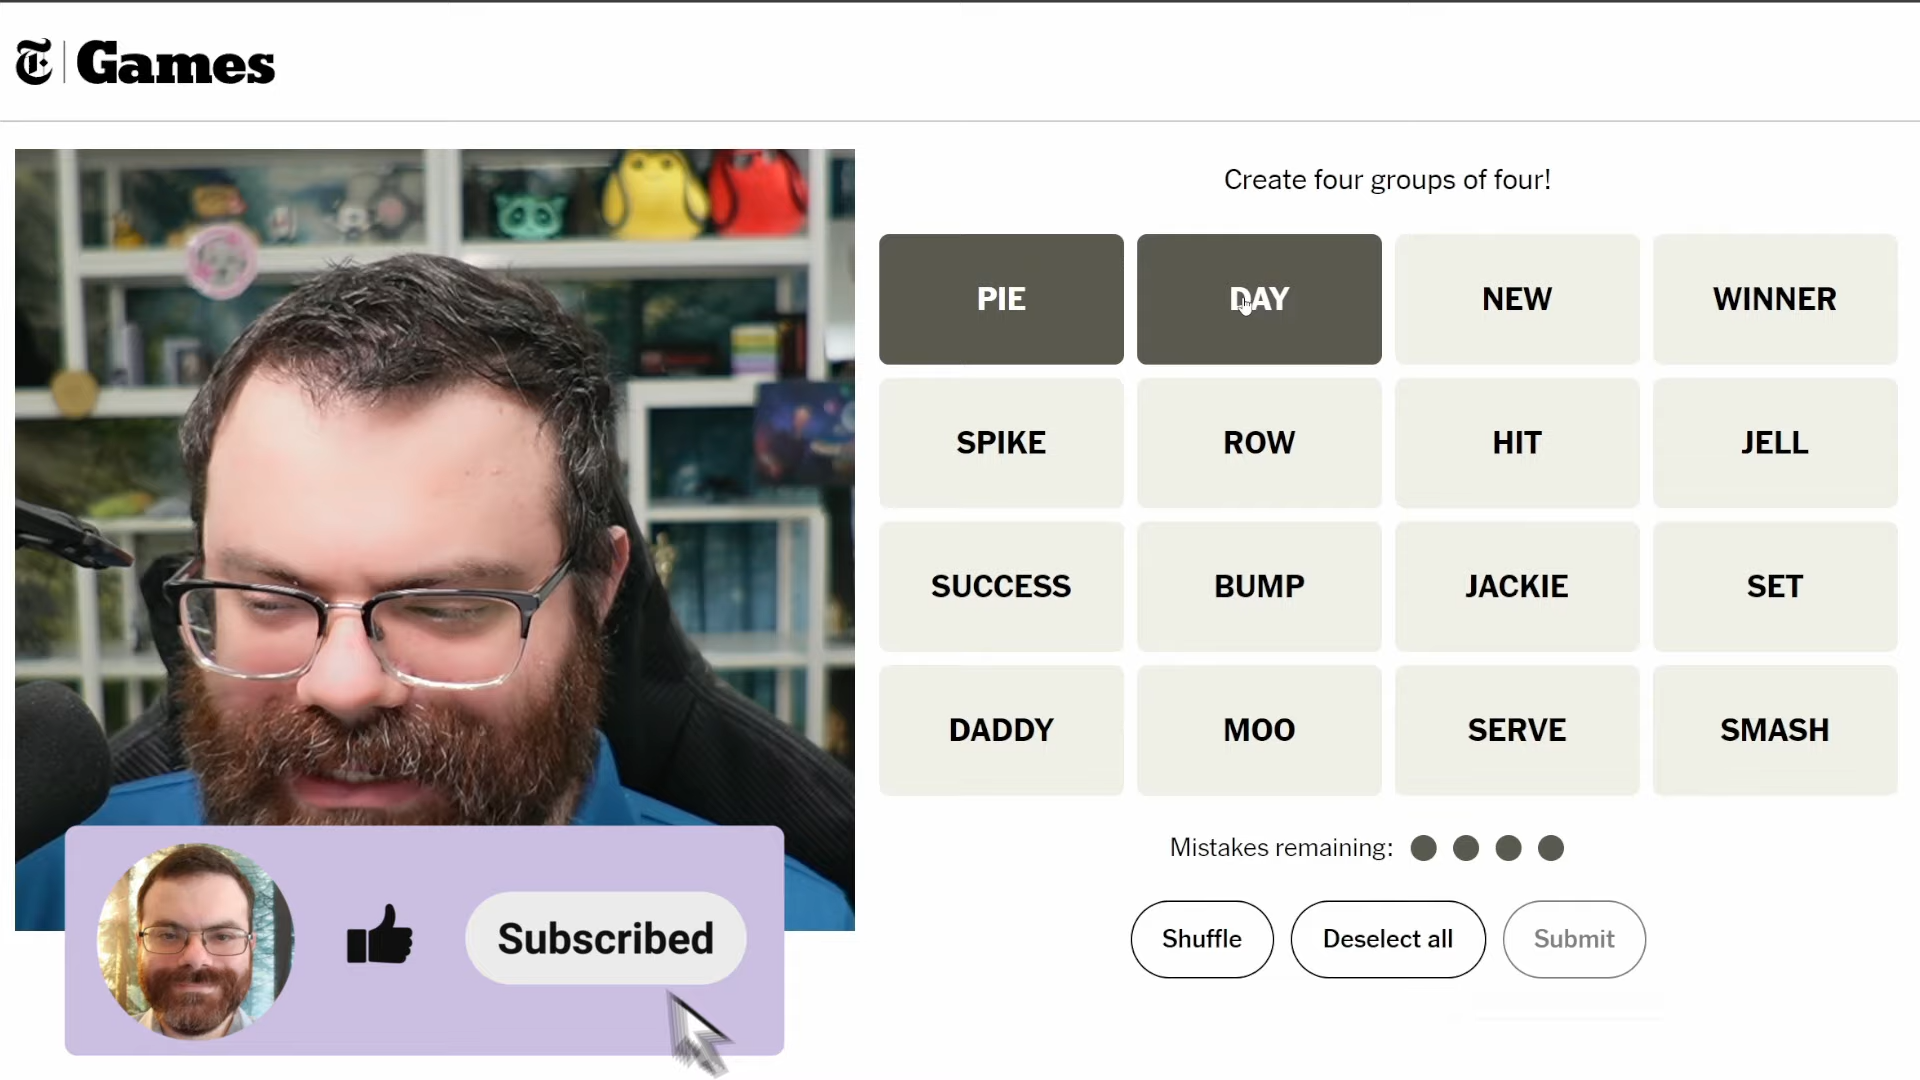 T Games
Create four groups of four!
PIE DAY NEW WINNER
SPIKE ROW HIT JELL
SUCCESS BUMP JACKIE SET
DADDY MOO SERVE SMASH
Mistakes remaining:
Shuffle Deselect all Submit
Subscribed